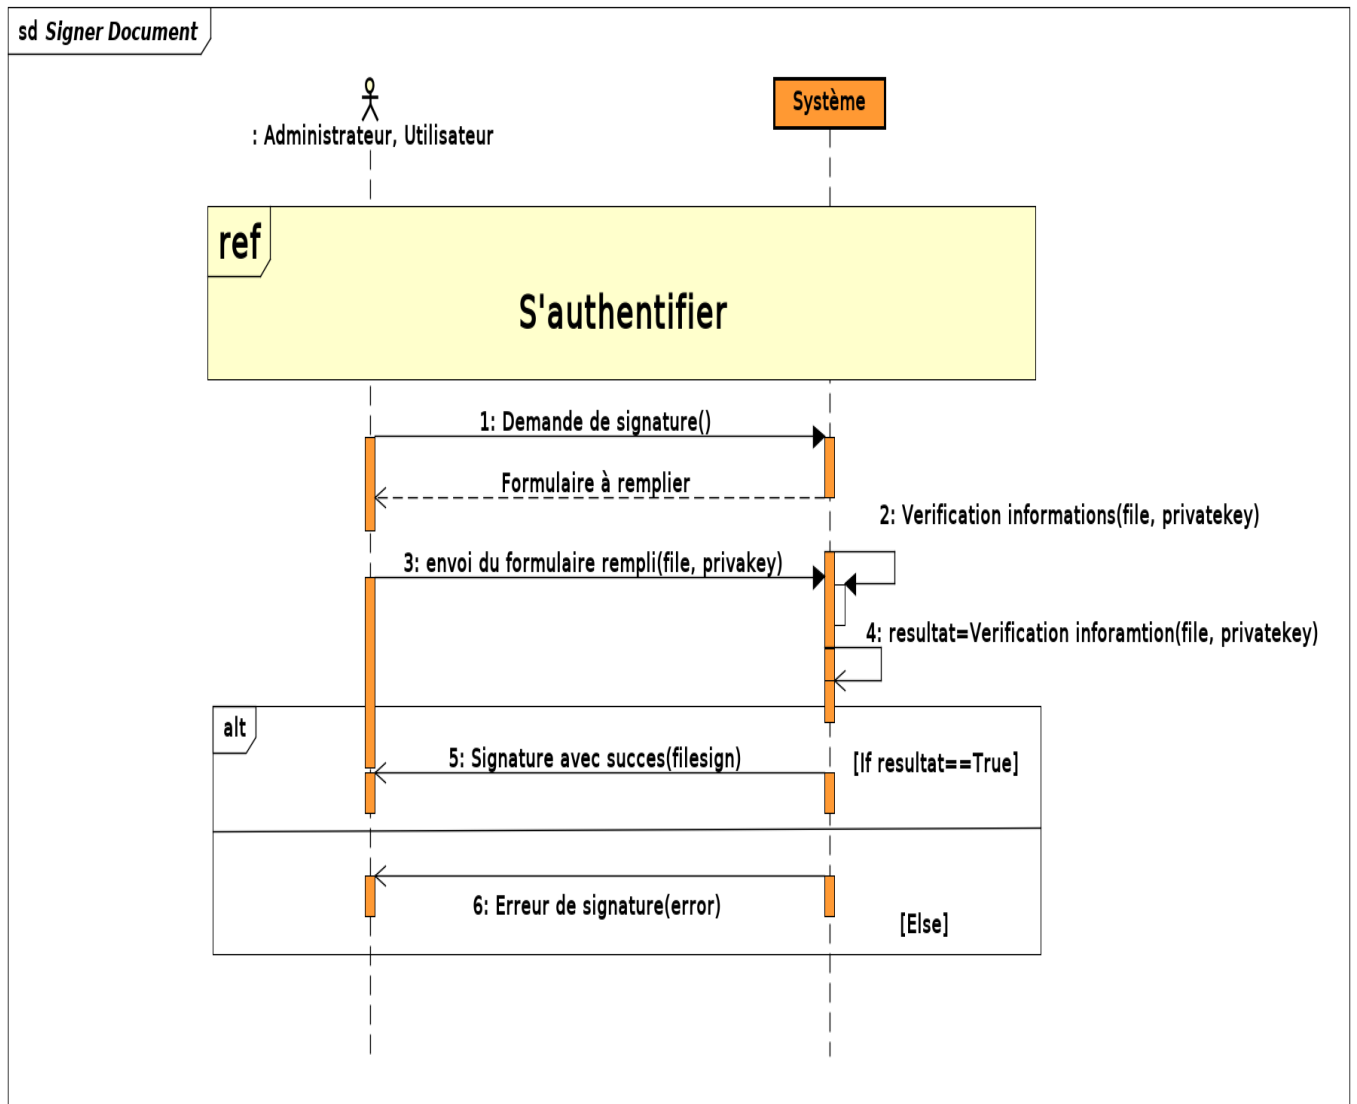 sd Signer Document
: Administrateur, Utilisateur
Système
ref
S'authentifier
1: Demande de signature()
Formulaire à remplier
2: Verification informations(file, privatekey)
3: envoi du formulaire rempli(file, privakey)
4: resultat=Verification inforamtion(file, privatekey)
alt
5: Signature avec succes(filesign)
[If resultat==True]
6: Erreur de signature(error)
[Else]